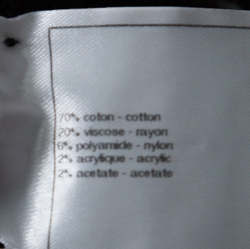 70% coton - cotton
20% viscose - rayon
6% polyamide - nylon
2% acrylique - acrylic
2% acetate - acetate